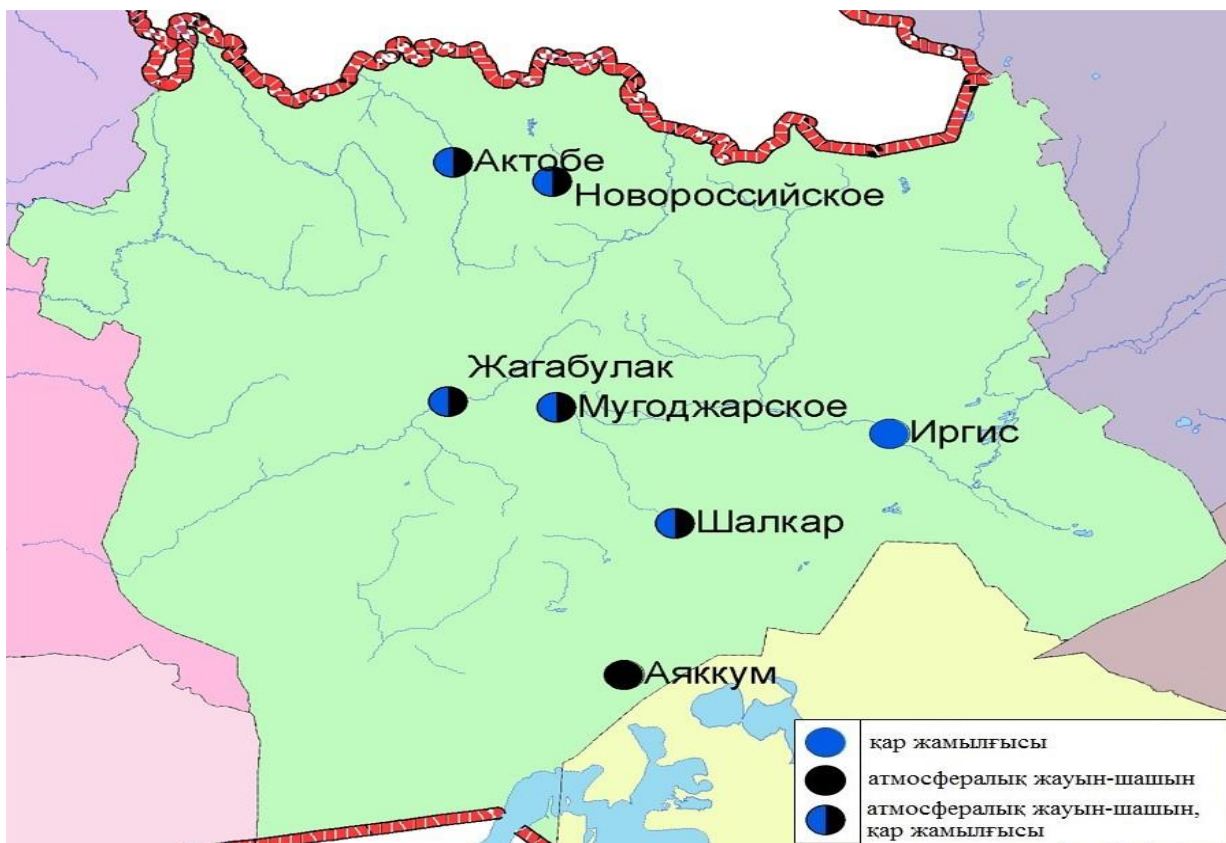 Актобе
Новороссийское
Жагабулак
Мугоджарское
Иргис
Шалкар
Аяккум
қар жамылғысы
атмосфералық жауын-шашын
атмосфералық жауын-шашын,
қар жамылғысы